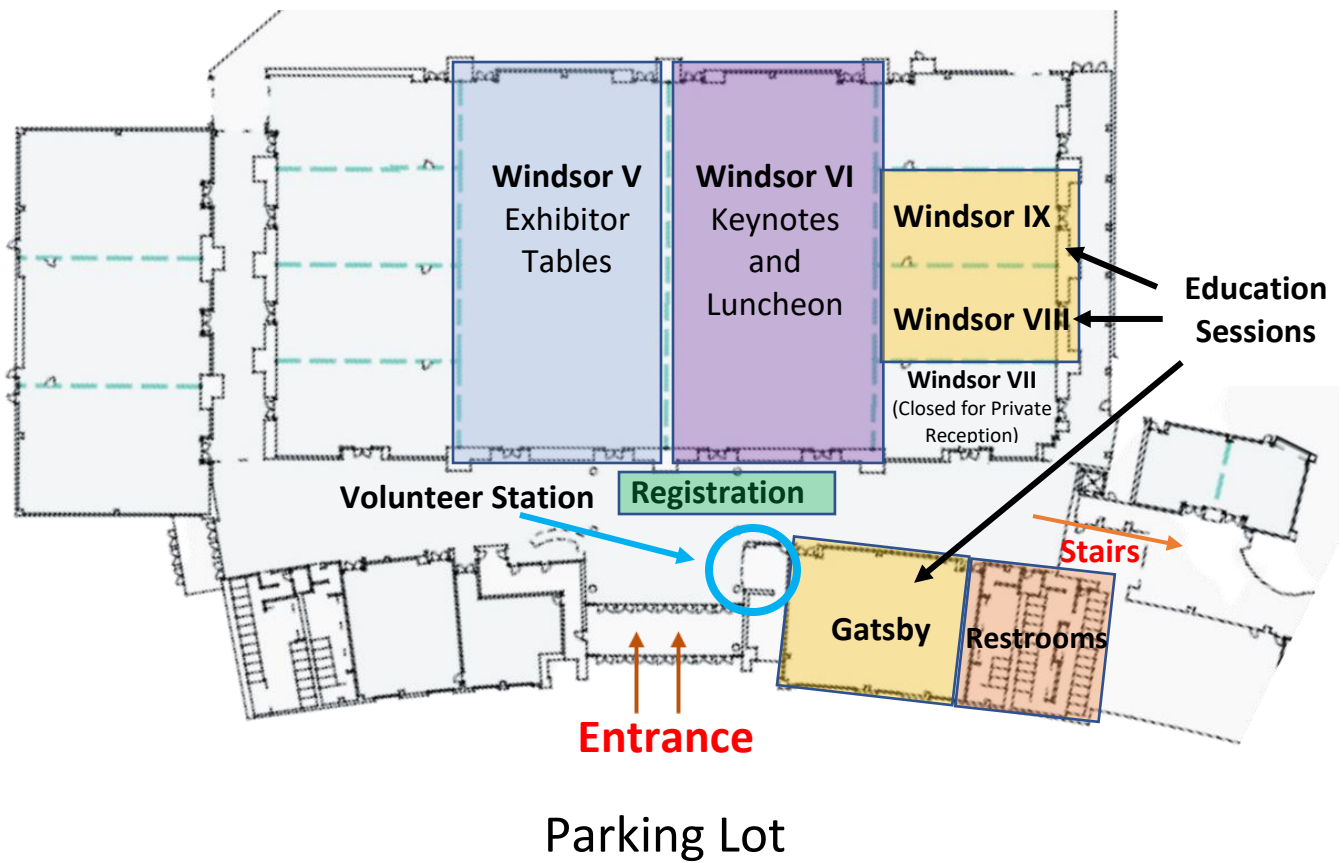 Windsor V
Exhibitor
Tables
Windsor VI
Keynotes
and
Luncheon
Windsor IX
Windsor VIII
Education
Sessions
Windsor VII
(Closed for Private
Reception)
Volunteer Station
Registration
Stairs
Gatsby
Restrooms
Entrance
Parking Lot